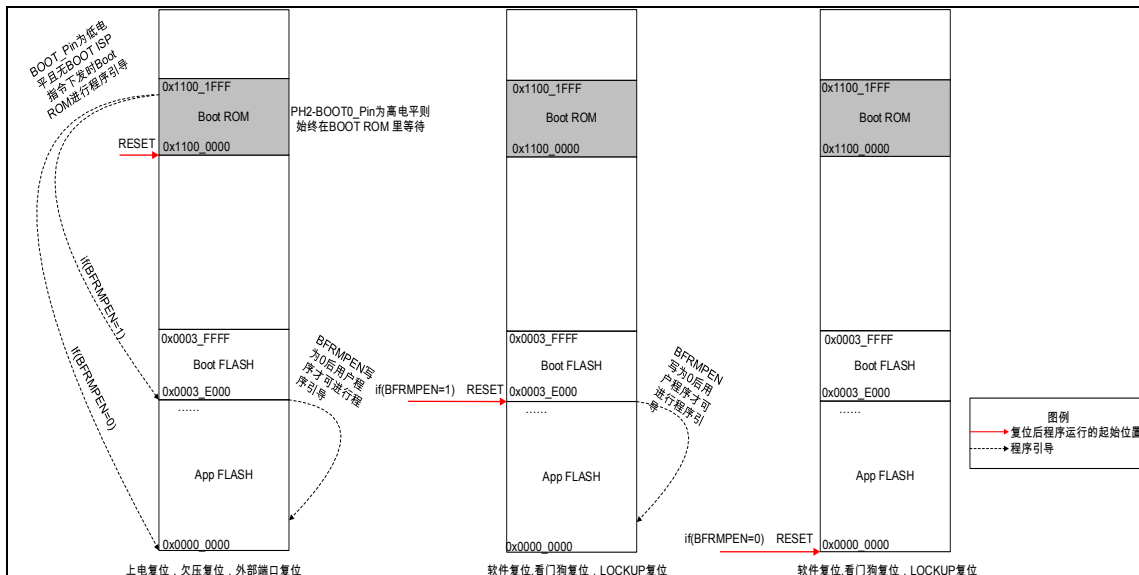 BOOT_Pin为低电
平且无BOOT ISP
指令下发时Boot
ROM进行程序引导
0x1100_1FFF
Boot ROM
0x1100_0000
RESET
PH2-BOOT0_Pin为高电平则
始终在BOOT ROM 里等待
if(BFRMPEN=1)
if(BFRMPEN=0)
0x0003_FFFF
Boot FLASH
0x0003_E000
……
App FLASH
0x0000_0000
BFRMPEN写
为0后用户程
序才可进行程
序引导
上电复位，欠压复位，外部端口复位
0x1100_1FFF
Boot ROM
0x1100_0000
0x0003_FFFF
Boot FLASH
0x0003_E000
if(BFRMPEN=1) RESET
……
App FLASH
0x0000_0000
BFRMPEN
写为0后用
户程序才可
进行程序引
导
软件复位,看门狗复位，LOCKUP复位
0x1100_1FFF
Boot ROM
0x1100_0000
0x0003_FFFF
Boot FLASH
0x0003_E000
……
App FLASH
if(BFRMPEN=0) RESET
0x0000_0000
软件复位,看门狗复位，LOCKUP复位
图例
复位后程序运行的起始位置
程序引导